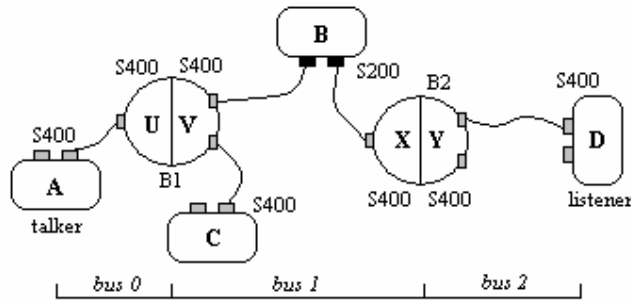 B
S400 S400
S200
B2
S400
U V
S400
X Y
D
A
B1
S400
S400 S400
listener
talker
C
bus 0 bus 1 bus 2